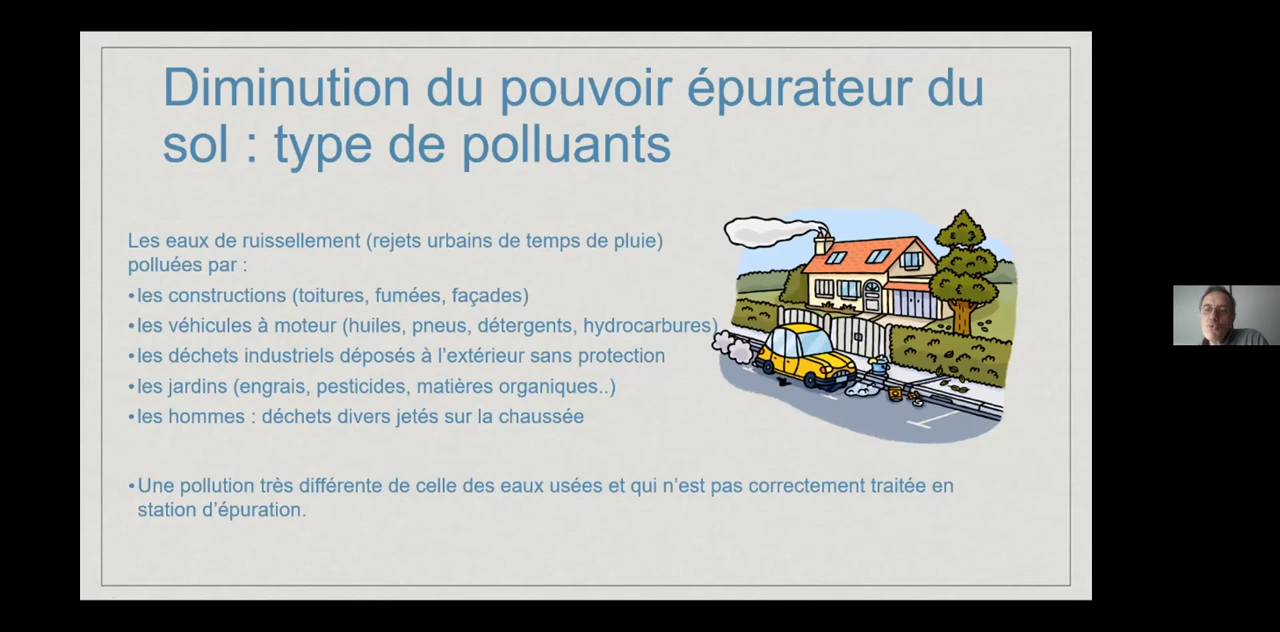 Diminution du pouvoir épurateur du
sol : type de polluants
Les eaux de ruissellement (rejets urbains de temps de pluie)
polluées par :
•les constructions (toitures, fumées, façades)
•les véhicules à moteur (huiles, pneus, détergents, hydrocarbures)
•les déchets industriels déposés à l’extérieur sans protection
•les jardins (engrais, pesticides, matières organiques..)
•les hommes : déchets divers jetés sur la chaussée
•Une pollution très différente de celle des eaux usées et qui n’est pas correctement traitée en
station d’épuration.